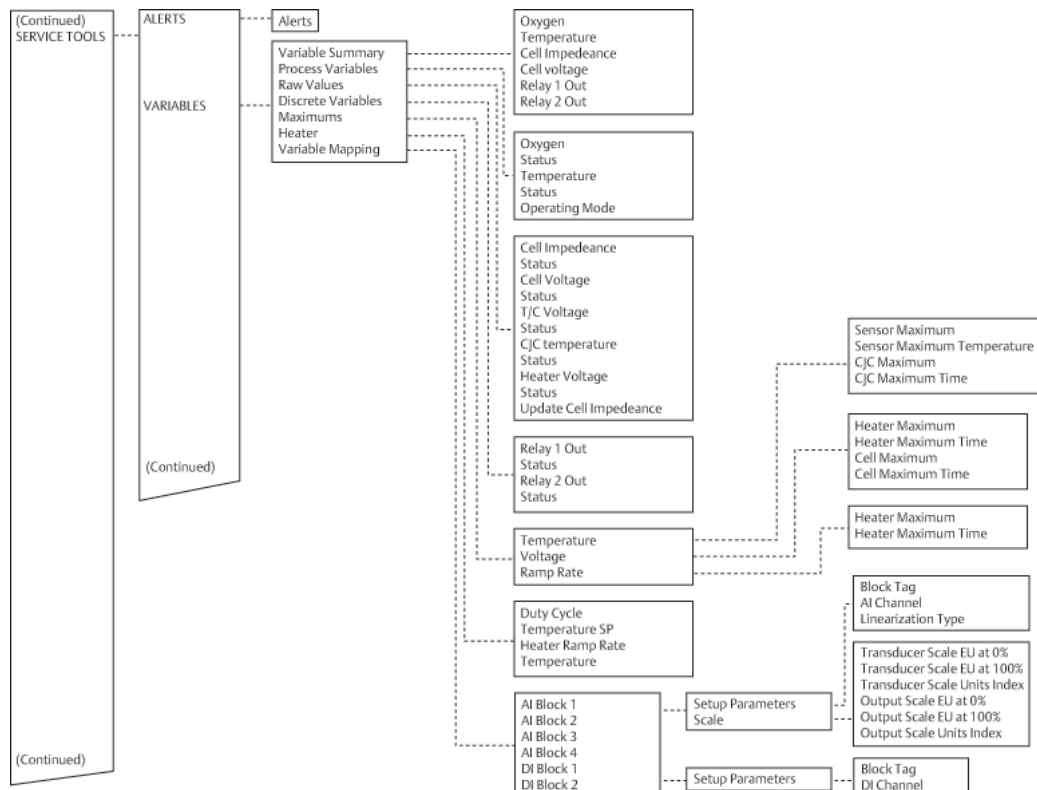 (Continued)
SERVICE TOOLS
(Continued)
ALERTS
VARIABLES
(Continued)
Alerts
Variable Summary
Process Variables
Raw Values
Discrete Variables
Maximums
Heater
Variable Mapping
Oxygen
Temperature
Cell Impedeance
Cell voltage
Relay 1 Out
Relay 2 Out
Oxygen
Status
Temperature
Status
Operating Mode
Cell Impedeance
Status
Cell Voltage
Status
T/C Voltage
Status
CJC temperature
Status
Heater Voltage
Status
Update Cell Impedeance
Relay 1 Out
Status
Relay 2 Out
Status
Temperature
Voltage
Ramp Rate
Sensor Maximum
Sensor Maximum Temperature
CJC Maximum
CJC Maximum Time
Heater Maximum
Heater Maximum Time
Cell Maximum
Cell Maximum Time
Heater Maximum
Heater Maximum Time
Duty Cycle
Temperature SP
Heater Ramp Rate
Temperature
AI Block 1
AI Block 2
AI Block 3
AI Block 4
DI Block 1
DI Block 2
Setup Parameters
Scale
Block Tag
AI Channel
Linearization Type
Transducer Scale EU at 0%
Transducer Scale EU at 100%
Transducer Scale Units Index
Output Scale EU at 0%
Output Scale EU at 100%
Output Scale Units Index
Setup Parameters
Block Tag
DI Channel